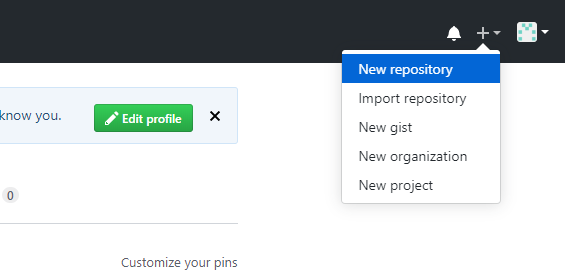 New repository
know you.
Edit profile
Import repository
New gist
New organization
New project
0
Customize your pins